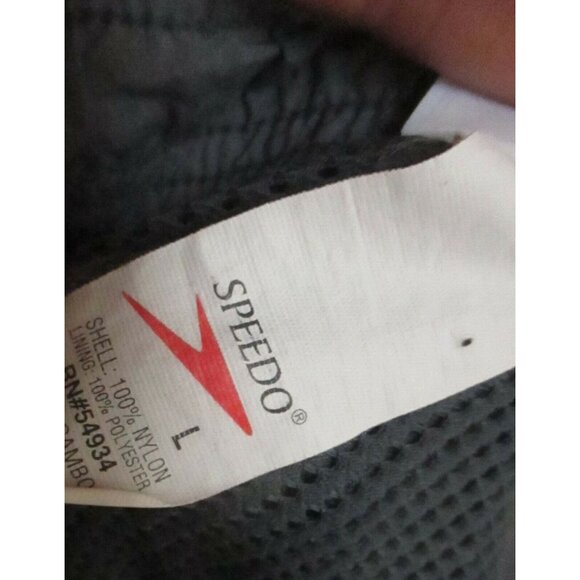 SPEEDO®
L
SHELL: 100% NYLON
LINING: 100% POLYESTER
RN#54934